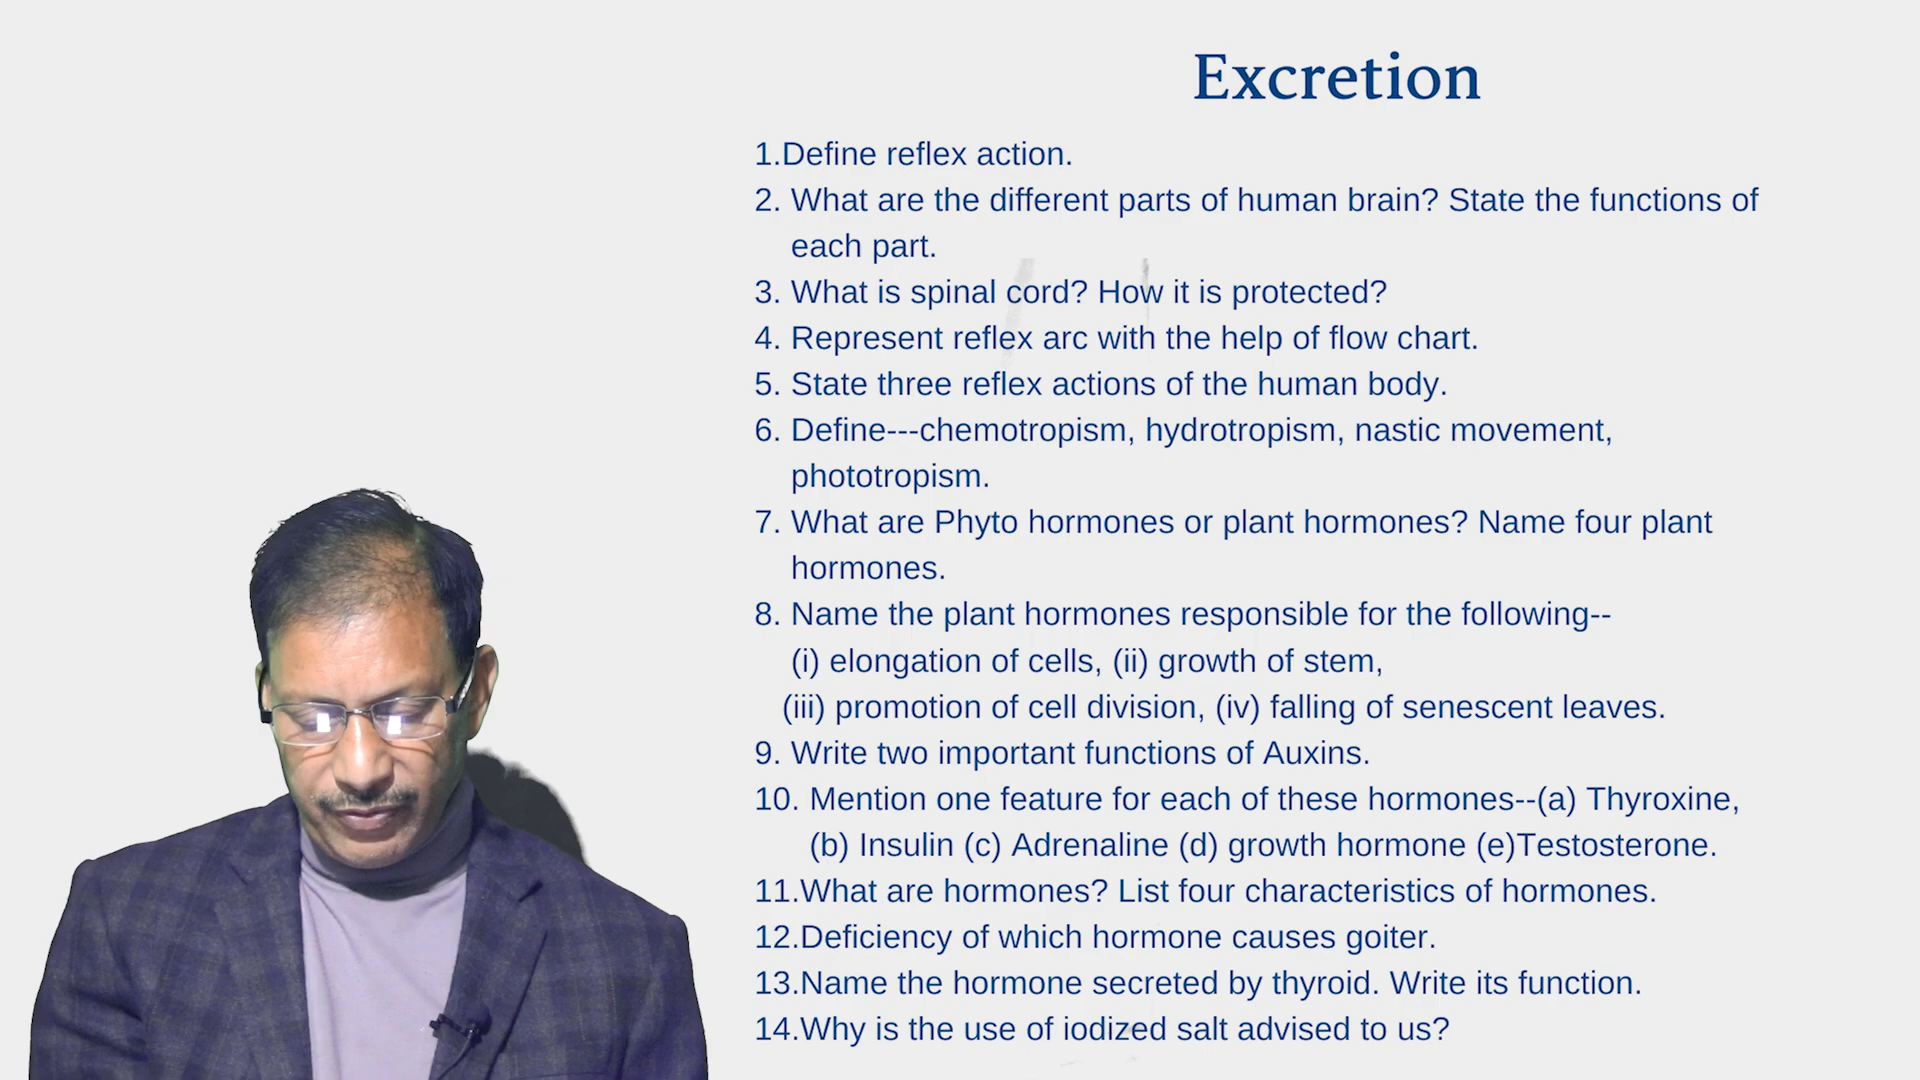 Excretion
1.Define reflex action.
2. What are the different parts of human brain? State the functions of
each part.
3. What is spinal cord? How it is protected?
4. Represent reflex arc with the help of flow chart.
5. State three reflex actions of the human body.
6. Define---chemotropism, hydrotropism, nastic movement,
phototropism.
7. What are Phyto hormones or plant hormones? Name four plant
hormones.
8. Name the plant hormones responsible for the following--
(i) elongation of cells, (ii) growth of stem,
(iii) promotion of cell division, (iv) falling of senescent leaves.
9. Write two important functions of Auxins.
10. Mention one feature for each of these hormones--(a) Thyroxine,
(b) Insulin (c) Adrenaline (d) growth hormone (e)Testosterone.
11.What are hormones? List four characteristics of hormones.
12.Deficiency of which hormone causes goiter.
13.Name the hormone secreted by thyroid. Write its function.
14.Why is the use of iodized salt advised to us?